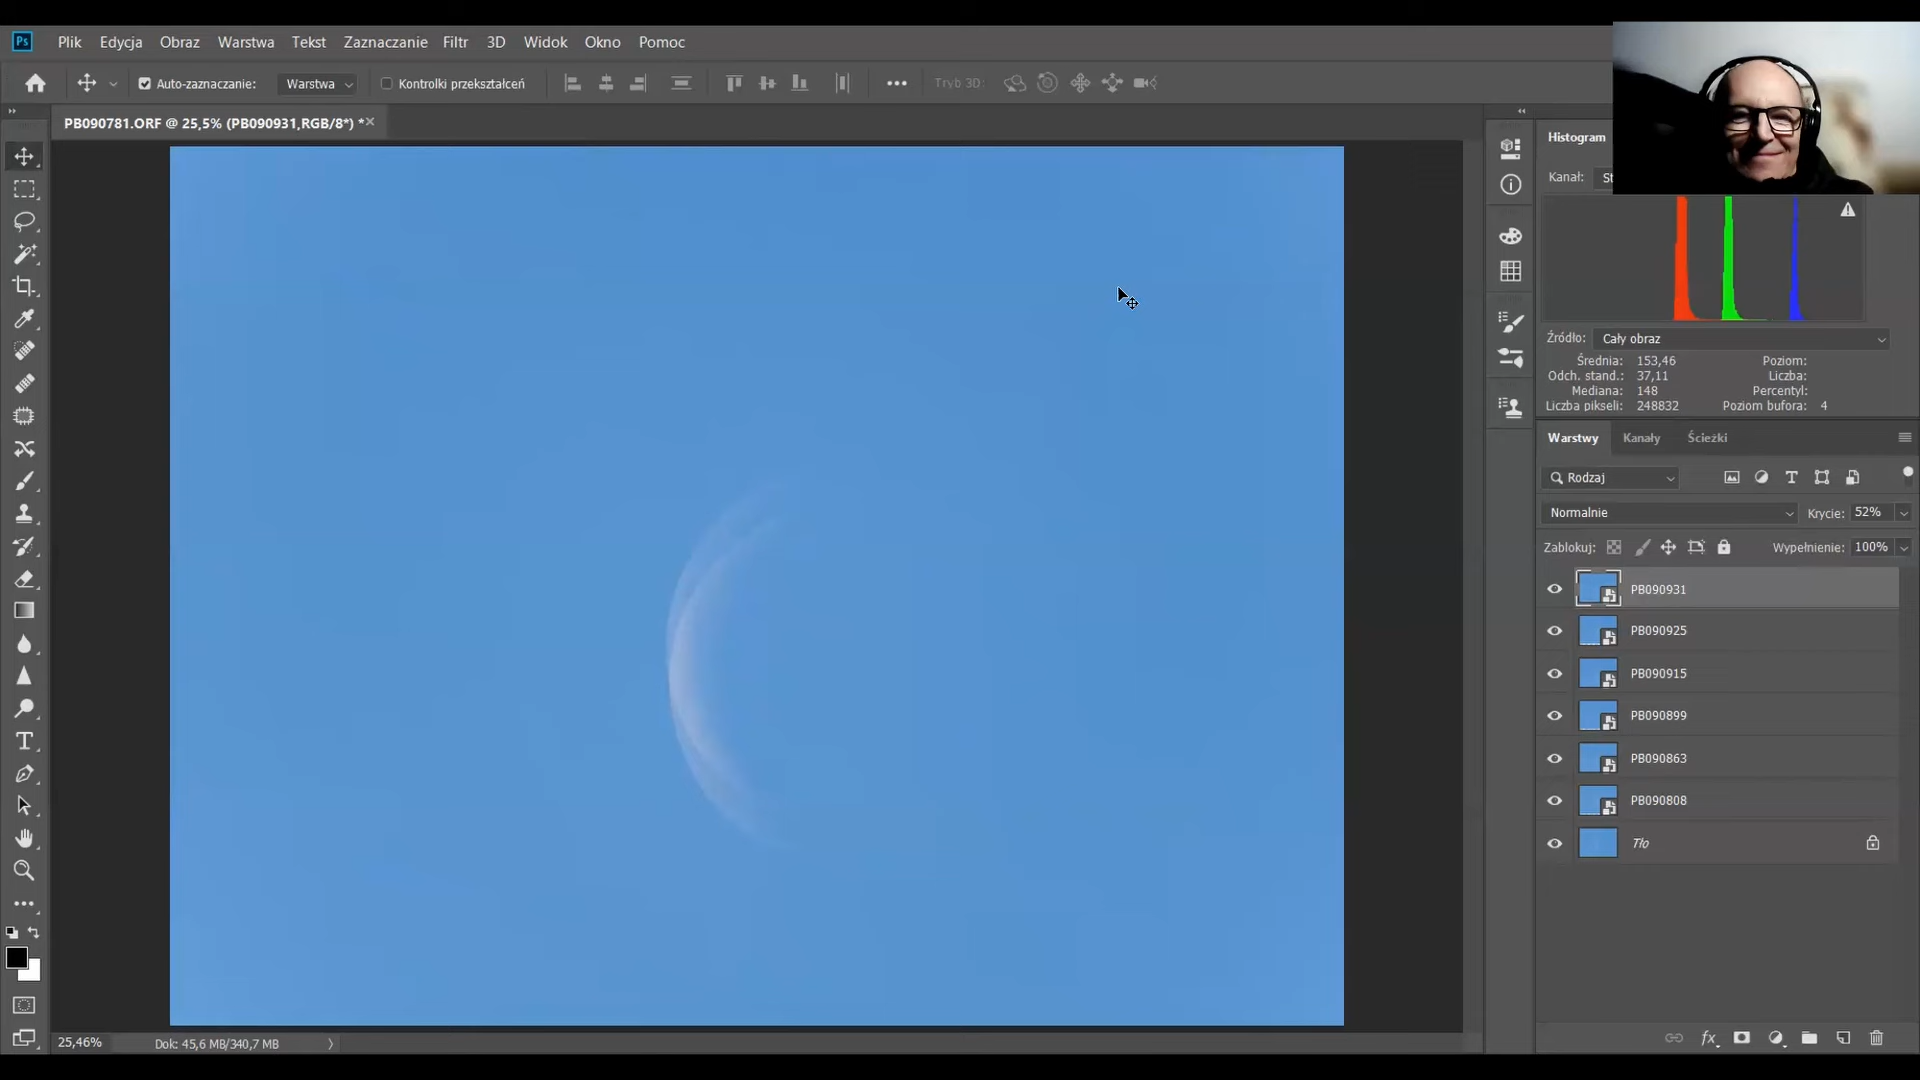 Ps Plik Edycja Obraz Warstwa Tekst Zaznaczanie Filtr 3D Widok Okno Pomoc
Auto-zaznaczanie: Warstwa Kontrolki przekształceń Tryb 3D:
PB090781.ORF @ 25,5% (PB090931,RGB/8*) *
Histogram
Kanał: St
Źródło: Cały obraz
Średnia: 153,46 Poziom:
Odch. stand.: 37,11 Liczba:
Mediana: 148 Percentyl:
Liczba pikseli: 248832 Poziom bufora: 4
Warstwy Kanały Ścieżki
Rodzaj
Normalnie Krycie: 52%
Zablokuj: Wypełnienie: 100%
PB090931
PB090925
PB090915
PB090899
PB090863
PB090808
Tło
25,46% Dok: 45,6 MB/340,7 MB